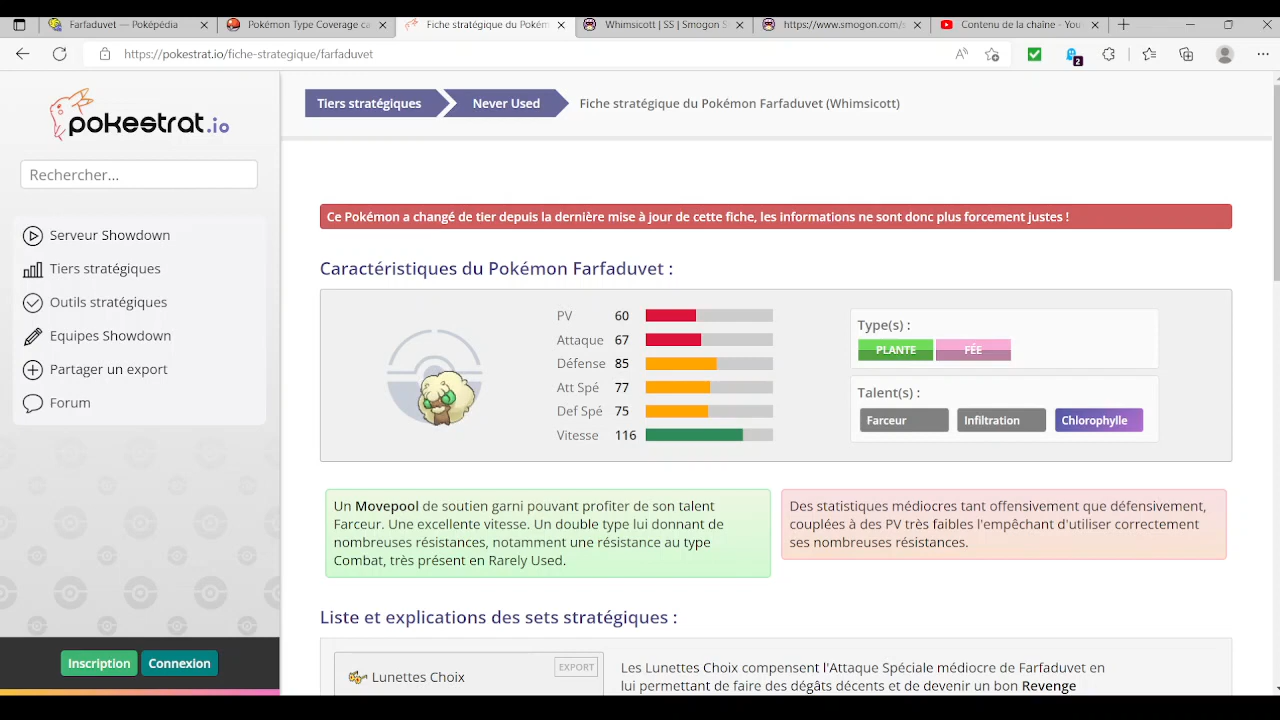 Farfaduvet — Poképédia
Pokémon Type Coverage ca
Fiche stratégique du Pokém
Whimsicott | SS | Smogon S
https://www.smogon.com/s
Contenu de la chaîne - You
https://pokestrat.io/fiche-strategique/farfaduvet
2
pokestrat.io
Rechercher...
Serveur Showdown
Tiers stratégiques
Outils stratégiques
Equipes Showdown
Partager un export
Forum
Inscription
Connexion
Tiers stratégiques
Never Used
Fiche stratégique du Pokémon Farfaduvet (Whimsicott)
Ce Pokémon a changé de tier depuis la dernière mise à jour de cette fiche, les informations ne sont donc plus forcement justes !
Caractéristiques du Pokémon Farfaduvet :
PV 60
Attaque 67
Défense 85
Att Spé 77
Def Spé 75
Vitesse 116
Type(s) :
PLANTE FÉE
Talent(s) :
Farceur Infiltration Chlorophylle
Un Movepool de soutien garni pouvant profiter de son talent
Farceur. Une excellente vitesse. Un double type lui donnant de
nombreuses résistances, notamment une résistance au type
Combat, très présent en Rarely Used.
Des statistiques médiocres tant offensivement que défensivement,
couplées à des PV très faibles l'empêchant d'utiliser correctement
ses nombreuses résistances.
Liste et explications des sets stratégiques :
Lunettes Choix
EXPORT
Les Lunettes Choix compensent l'Attaque Spéciale médiocre de Farfaduvet en
lui permettant de faire des dégâts décents et de devenir un bon Revenge